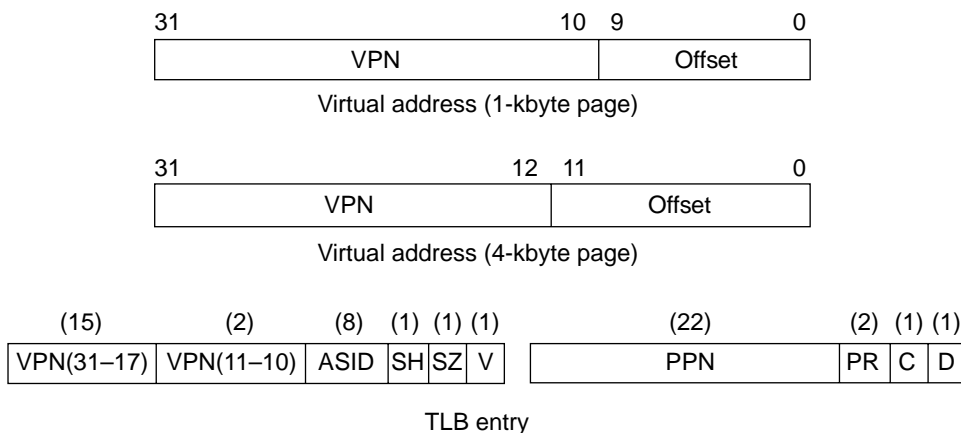 31 10 9 0
VPN Offset
Virtual address (1-kbyte page)
31 12 11 0
VPN Offset
Virtual address (4-kbyte page)
(15) (2) (8) (1) (1) (1) (22) (2) (1) (1)
VPN(31–17) VPN(11–10) ASID SH SZ V PPN PR C D
TLB entry